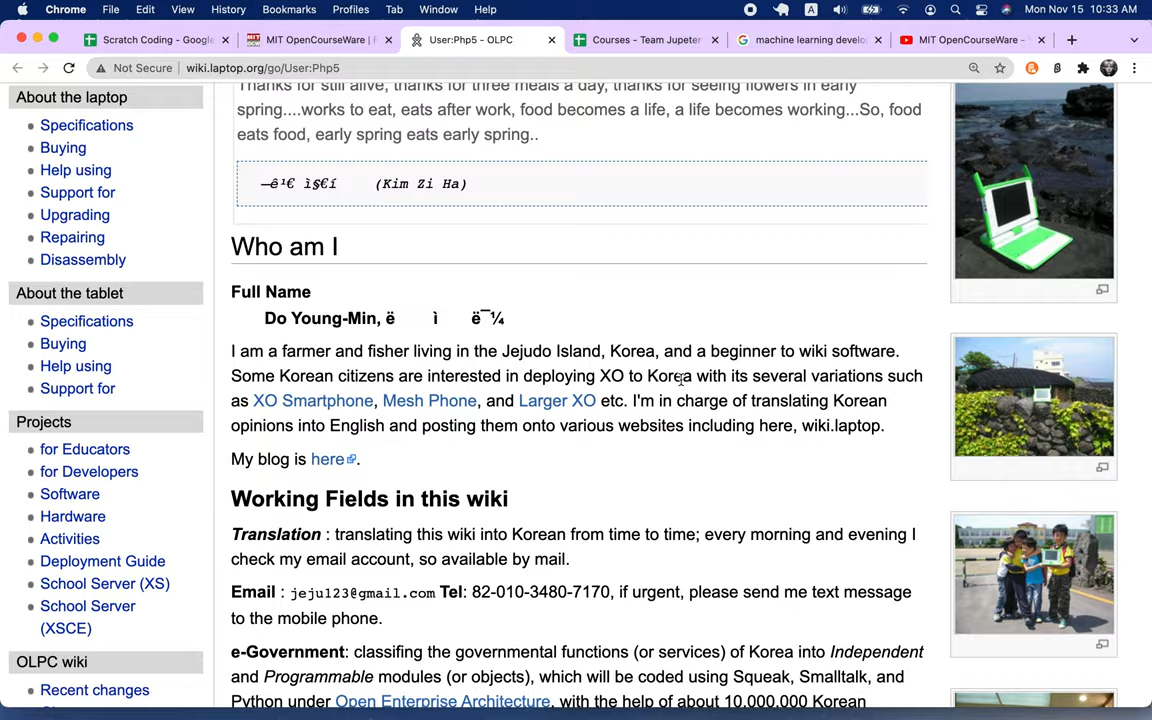 Chrome File Edit View History Bookmarks Profiles Tab Window Help A Mon Nov 15 10:33 AM
Scratch Coding - Google MIT OpenCourseWare | F User:Php5 - OLPC Courses - Team Jupeter machine learning develo MIT OpenCourseWare -
Not Secure wiki.laptop.org/go/User:Php5
About the laptop
Specifications
Buying
Help using
Support for
Upgrading
Repairing
Disassembly
About the tablet
Specifications
Buying
Help using
Support for
Projects
for Educators
for Developers
Software
Hardware
Activities
Deployment Guide
School Server (XS)
School Server
(XSCE)
OLPC wiki
Recent changes
Thanks for still alive, thanks for three meals a day, thanks for seeing flowers in early
spring....works to eat, eats after work, food becomes a life, a life becomes working...So, food
eats food, early spring eats early spring..
—ê¹€ ì§€í (Kim Zi Ha)
Who am I
Full Name
Do Young-Min, ë ì ë¯¼
I am a farmer and fisher living in the Jejudo Island, Korea, and a beginner to wiki software.
Some Korean citizens are interested in deploying XO to Korea with its several variations such
as XO Smartphone, Mesh Phone, and Larger XO etc. I'm in charge of translating Korean
opinions into English and posting them onto various websites including here, wiki.laptop.
My blog is here.
Working Fields in this wiki
Translation : translating this wiki into Korean from time to time; every morning and evening I
check my email account, so available by mail.
Email : jeju123@gmail.com Tel: 82-010-3480-7170, if urgent, please send me text message
to the mobile phone.
e-Government: classifing the governmental functions (or services) of Korea into Independent
and Programmable modules (or objects), which will be coded using Squeak, Smalltalk, and
Python under Open Enterprise Architecture, with the help of about 10,000,000 Korean